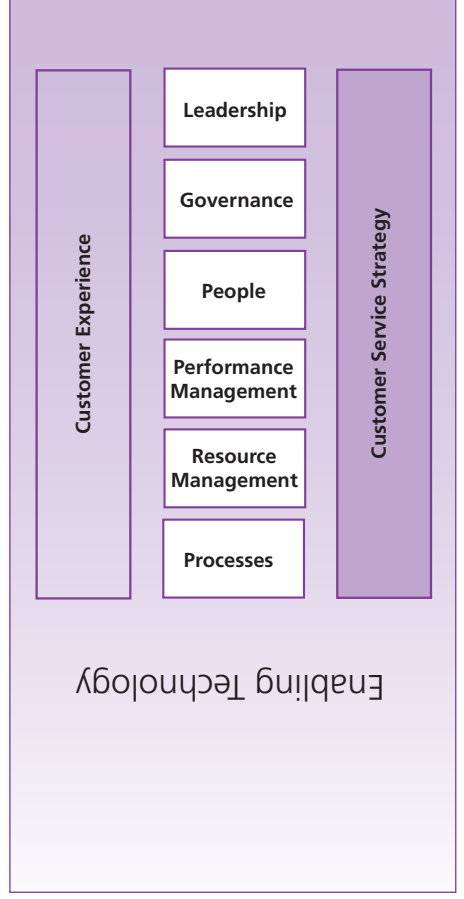 Customer Experience
Leadership
Governance
People
Performance
Management
Resource
Management
Processes
Customer Service Strategy
Enabling Technology